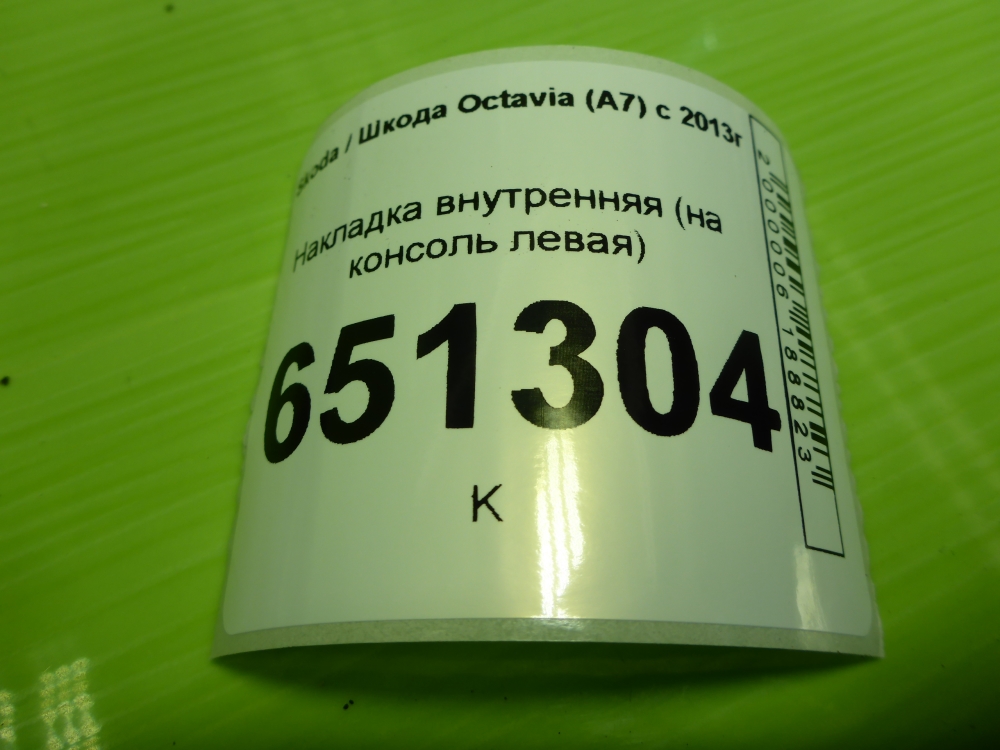 Skoda / Шкода Octavia (A7) с 2013г
Накладка внутренняя (на
консоль левая)
651304
К
2000006188823